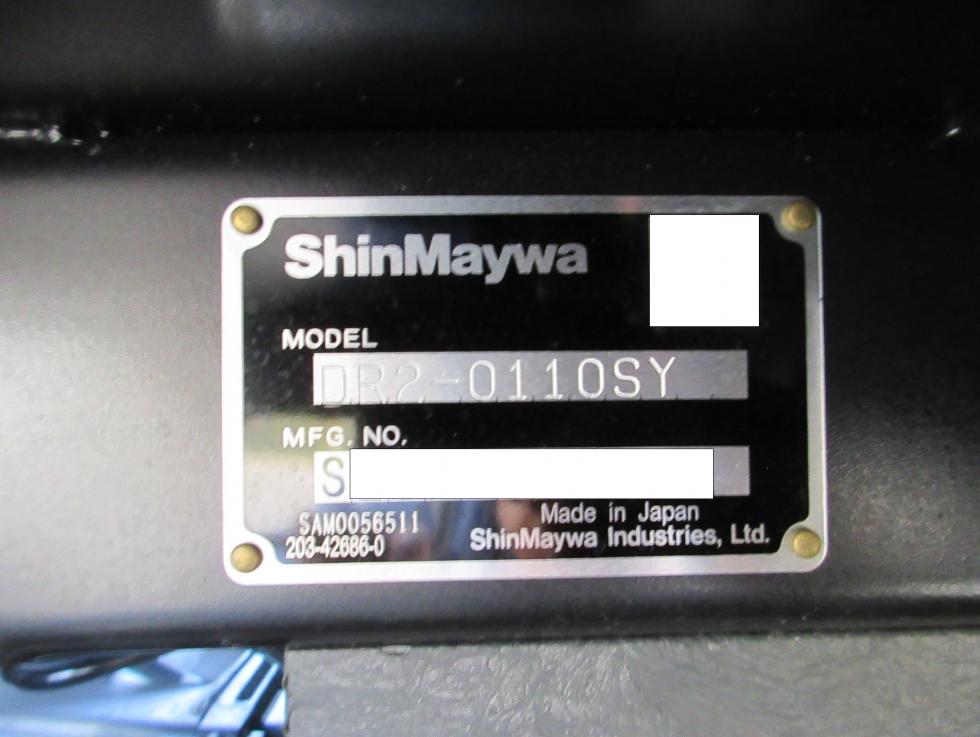 ShinMaywa
MODEL
DR2-0110SY
MFG. NO.
S
SAM0056511
203-42686-0
Made in Japan
ShinMaywa Industries, Ltd.